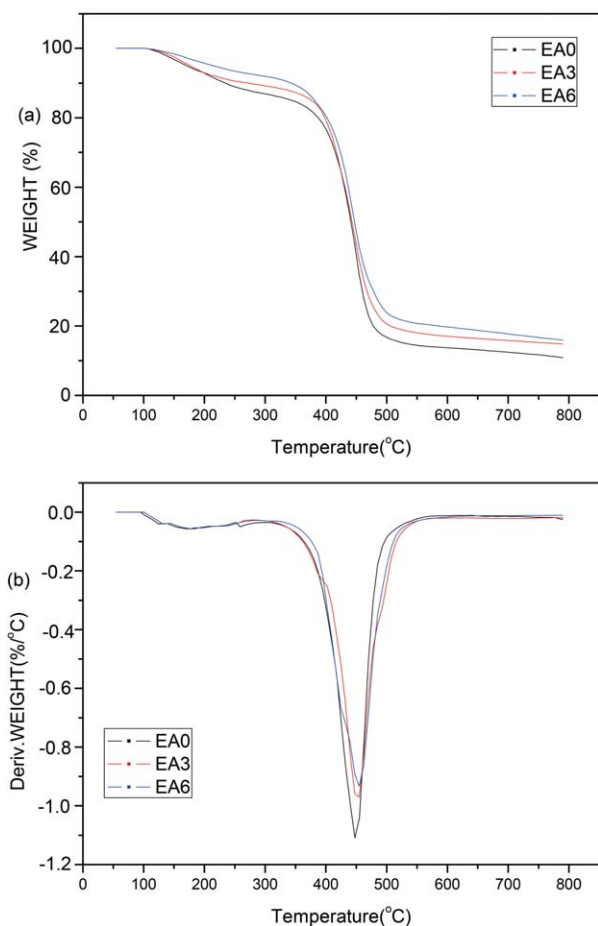 100
80
60
40
20
0
(a)
WEIGHT (%)
EA0
EA3
EA6
0 100 200 300 400 500 600 700 800
Temperature(°C)
0.0
-0.2
-0.4
-0.6
-0.8
-1.0
-1.2
(b)
Deriv.WEIGHT(%/°C)
EA0
EA3
EA6
0 100 200 300 400 500 600 700 800
Temperature(°C)